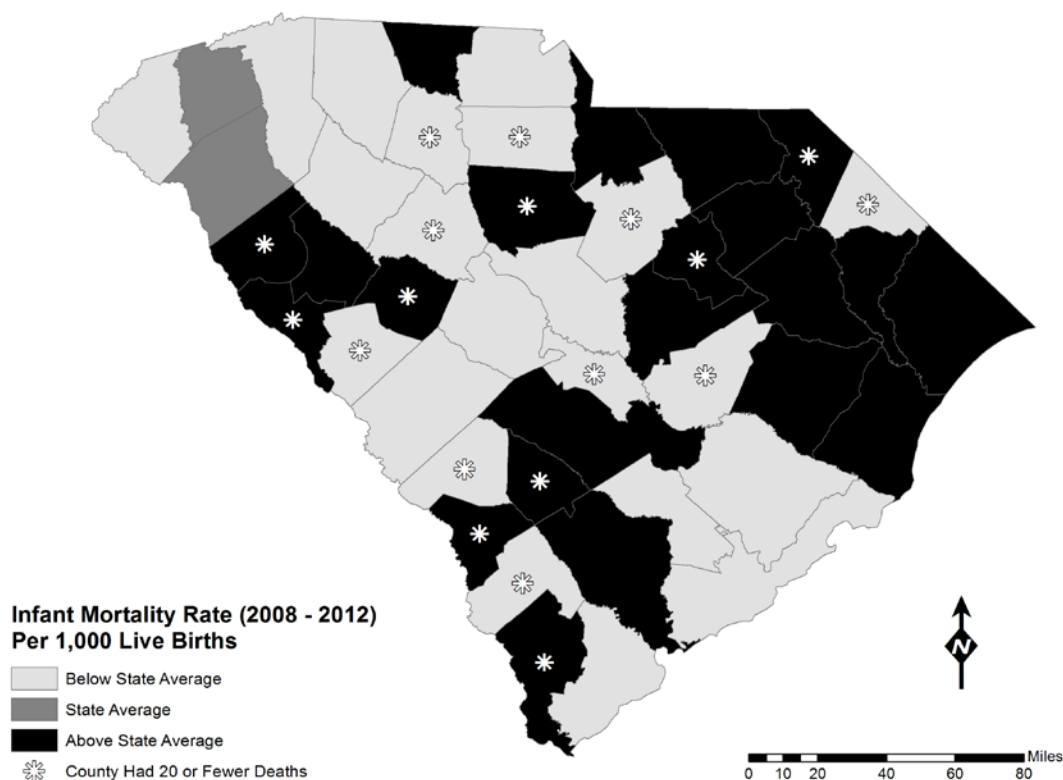 Infant Mortality Rate (2008 - 2012)
Per 1,000 Live Births
Below State Average
State Average
Above State Average
County Had 20 or Fewer Deaths
N
Miles
0 5 10 20 40 60 80